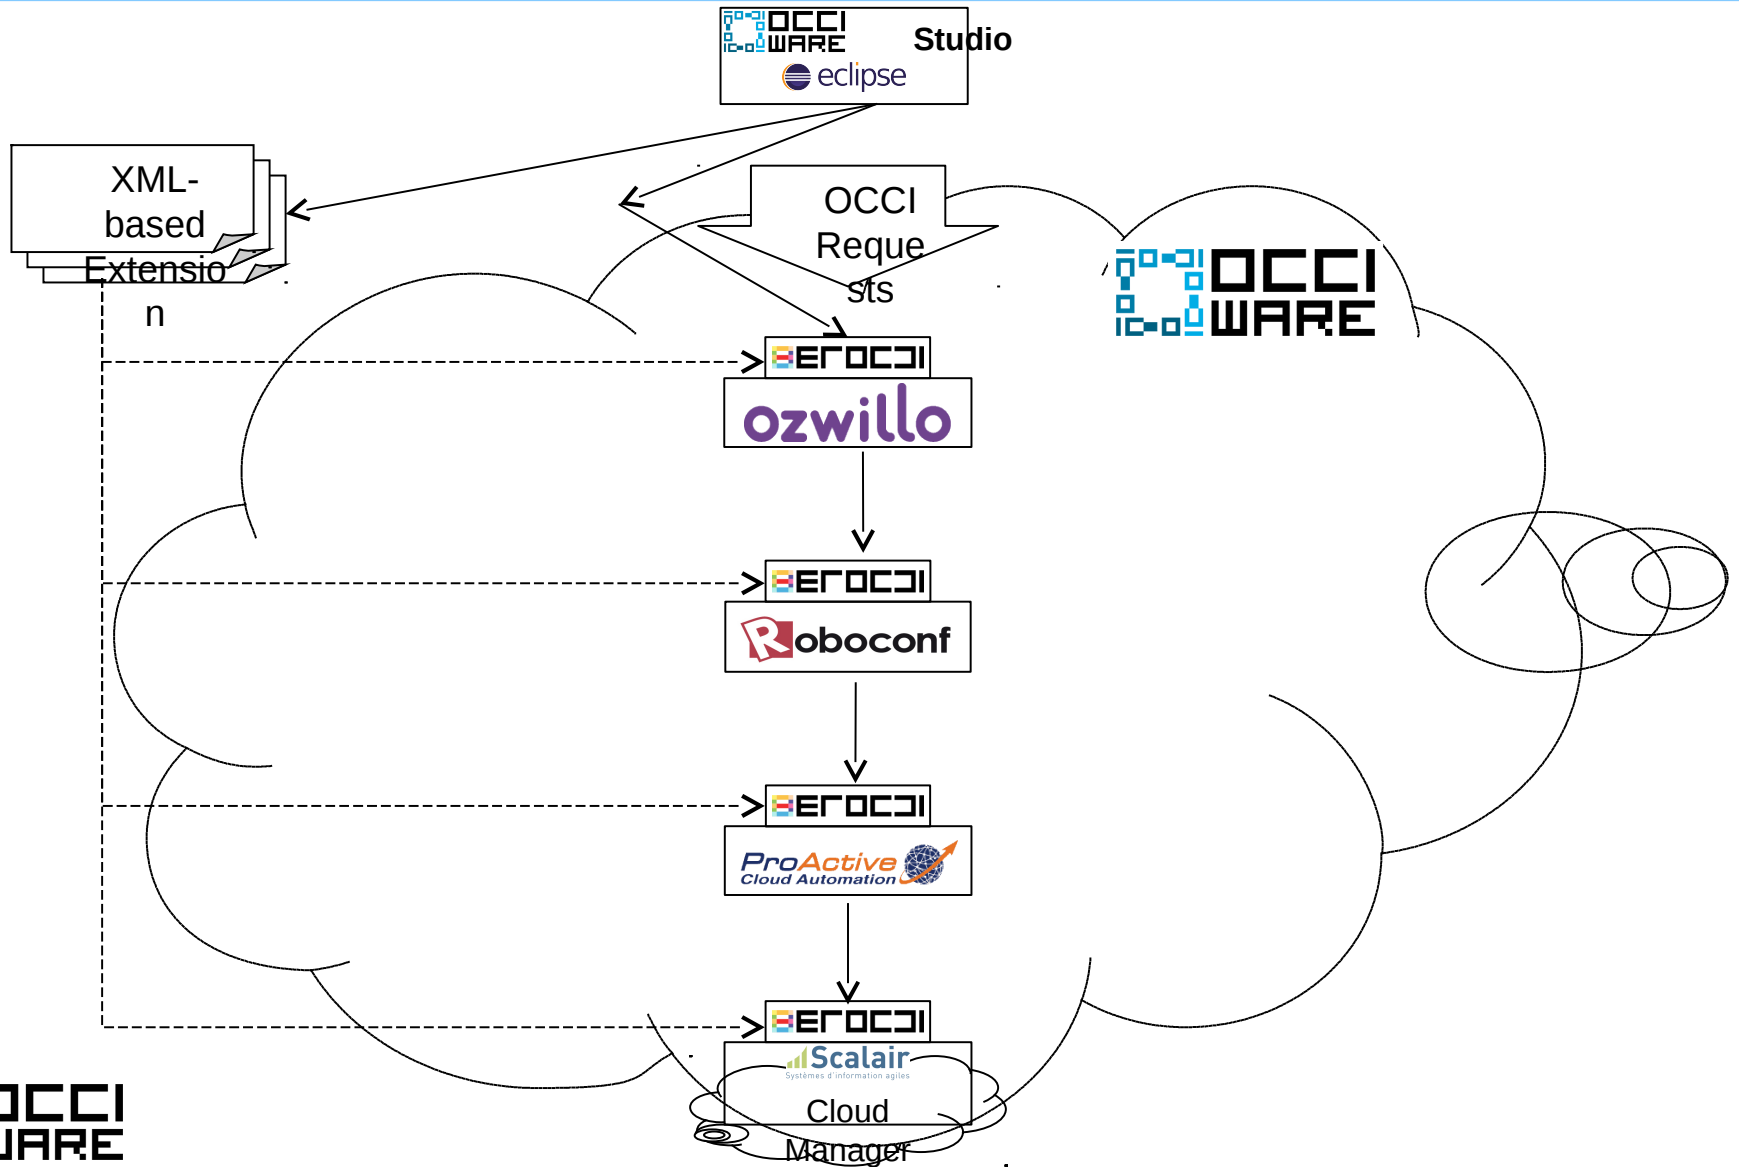 OCCI
WARE
Studio
eclipse
XML-
based
Extensio
n
OCCI
Reque
sts
OCCI
WARE
erocci
ozwillo
erocci
Roboconf
erocci
ProActive
Cloud Automation
erocci
Scalair
Systèmes d'information agiles
Cloud
Manager
OCCI
WARE